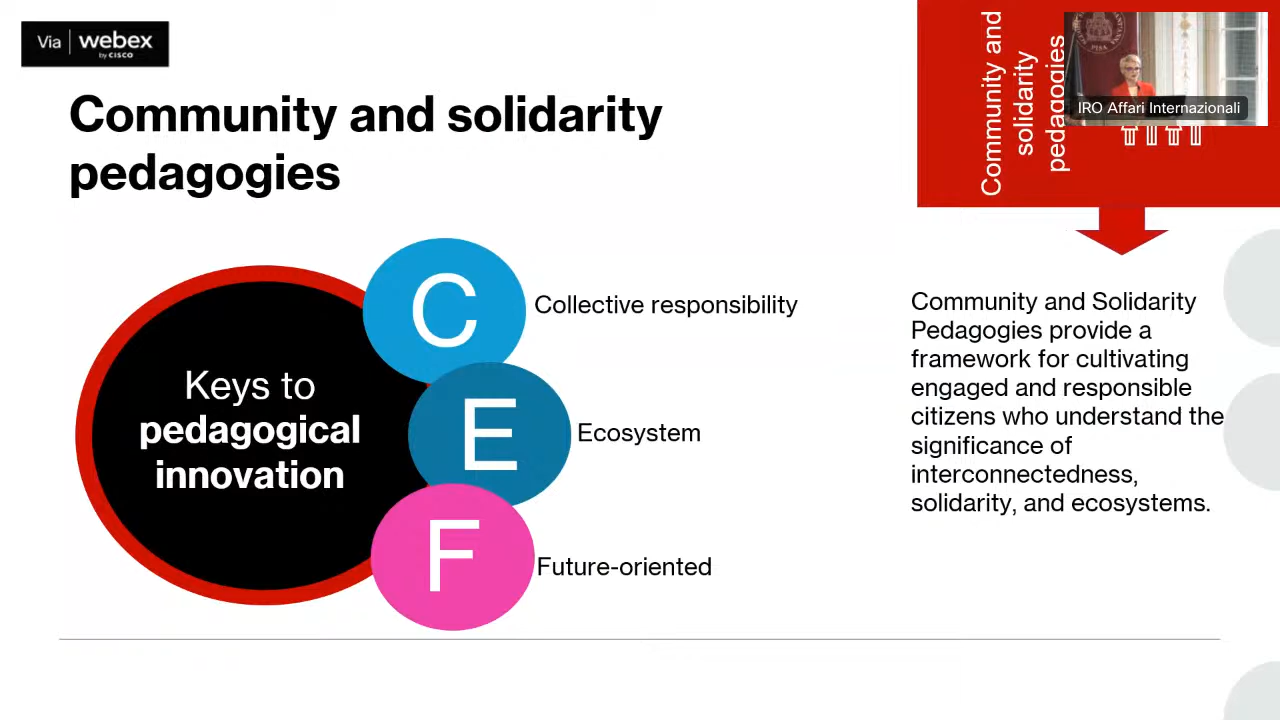 Via webex
by CISCO
Community and solidarity
pedagogies
Keys to
pedagogical
innovation
C
Collective responsibility
E
Ecosystem
F
Future-oriented
Community and
solidarity
pedagogies
PISA
IRO Affari Internazionali
Community and Solidarity
Pedagogies provide a
framework for cultivating
engaged and responsible
citizens who understand the
significance of
interconnectedness,
solidarity, and ecosystems.